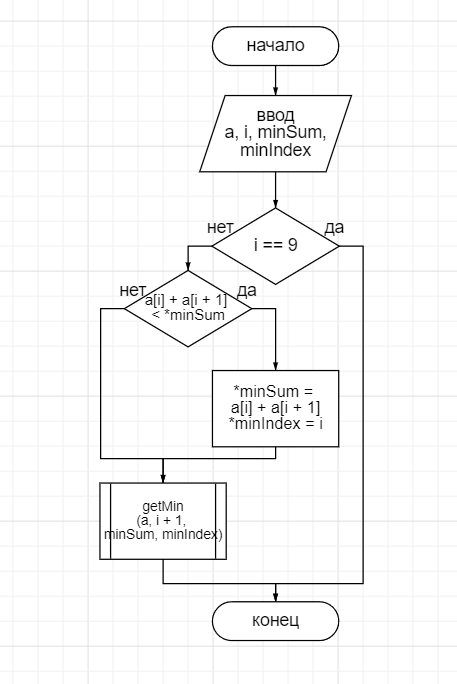 начало
ввод
a, i, minSum,
minIndex
нет
да
i == 9
нет
да
a[i] + a[i + 1]
< *minSum
*minSum =
a[i] + a[i + 1]
*minIndex = i
getMin
(a, i + 1,
minSum, minIndex)
конец